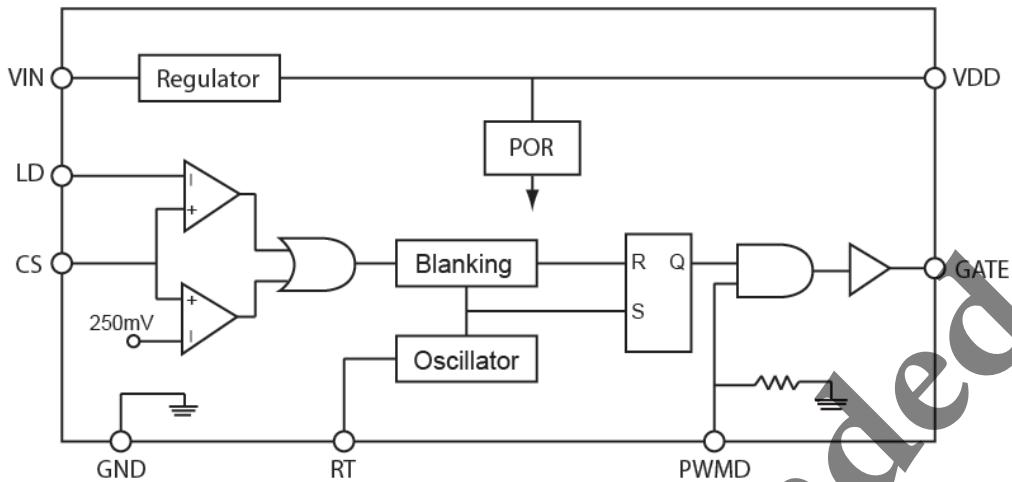 VIN
Regulator
VDD
POR
LD
CS
250mV
Blanking
Oscillator
R Q
S
GATE
GND
RT
PWMD